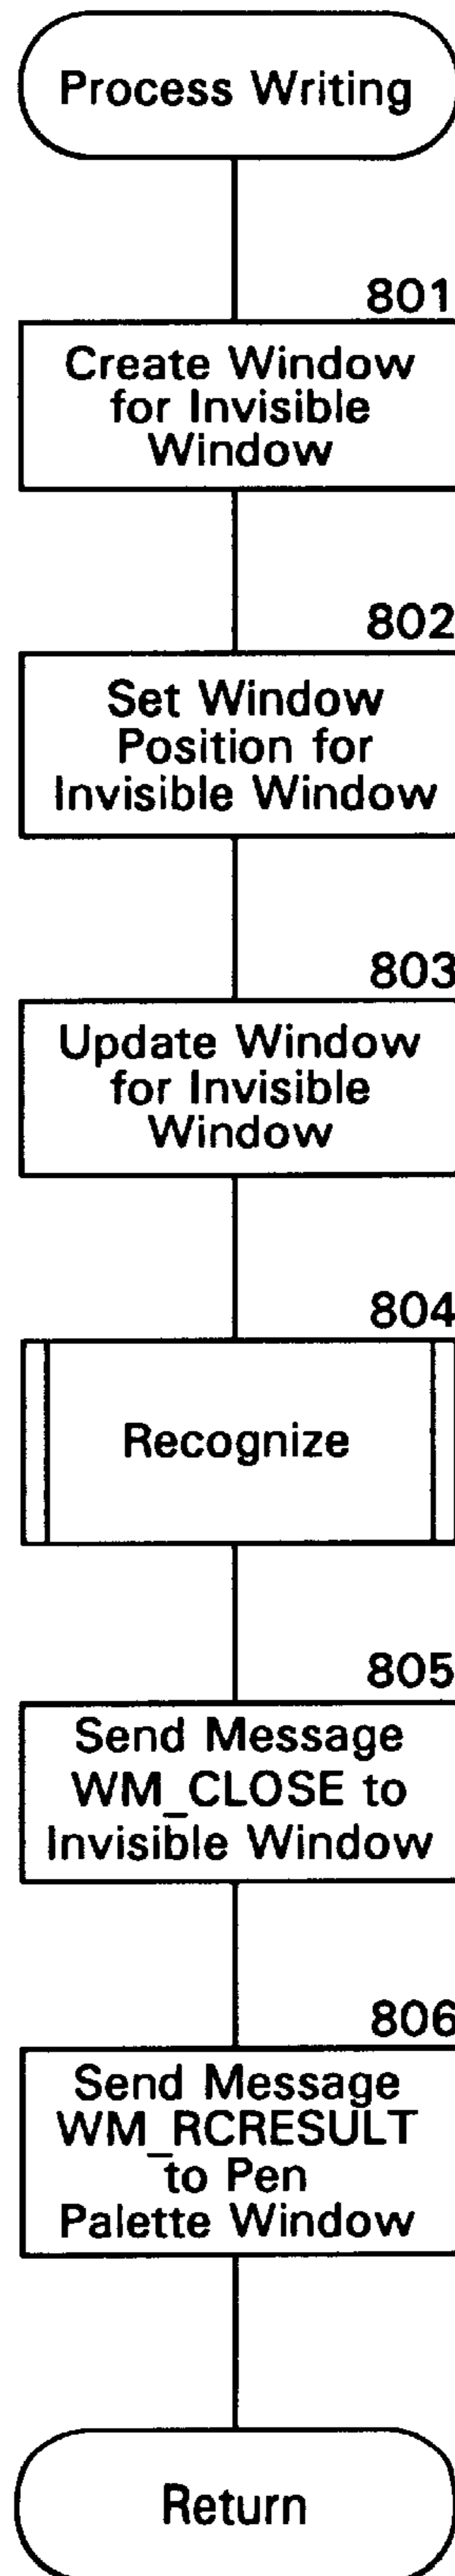 Process Writing
801
Create Window
for Invisible
Window
802
Set Window
Position for
Invisible Window
803
Update Window
for Invisible
Window
804
Recognize
805
Send Message
WM_CLOSE to
Invisible Window
806
Send Message
WM_RCRESULT
to Pen
Palette Window
Return